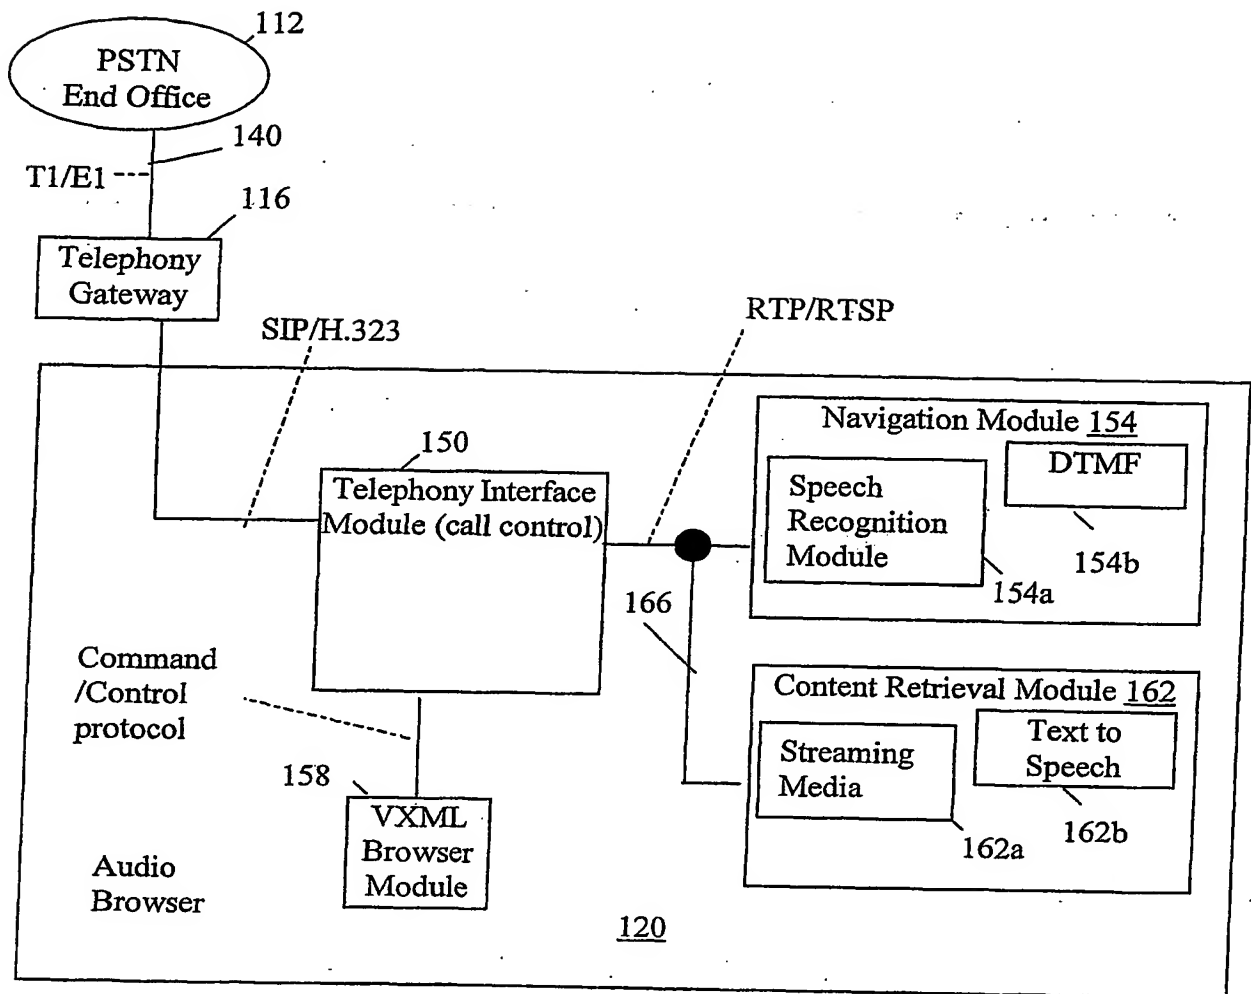 112
PSTN
End Office
140
T1/E1
116
Telephony
Gateway
SIP/H.323
RTP/RTSP
150
Telephony Interface
Module (call control)
Navigation Module 154
Speech
Recognition
Module
DTMF
154b
154a
166
Command
/Control
protocol
Content Retrieval Module 162
Streaming
Media
Text to
Speech
162b
162a
158
VXML
Browser
Module
Audio
Browser
120